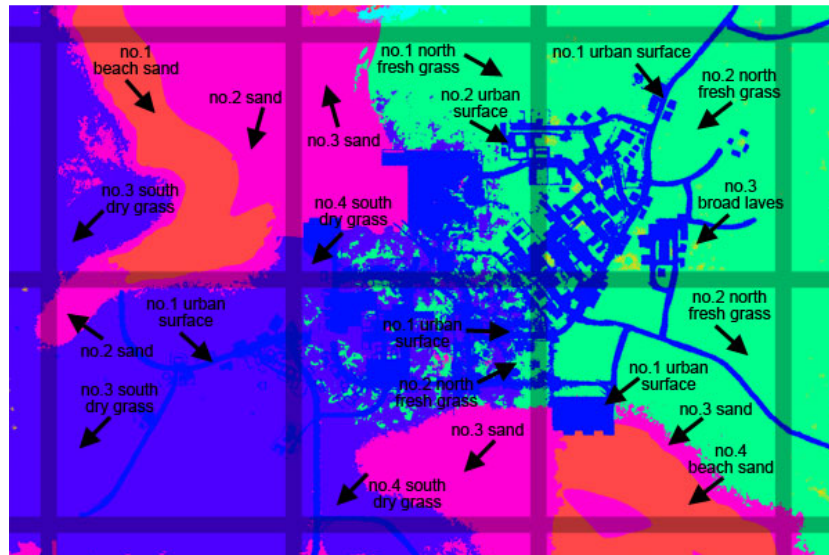 no.1
beach sand
no.1 north
fresh grass
no.1 urban surface
no.2 sand
no.2 urban
surface
no.2 north
fresh grass
no.3 sand
no.3 south
dry grass
no.4 south
dry grass
no.3
broad laves
no.1 urban
surface
no.2 north
fresh grass
no.2 sand
no.1 urban
surface
no.3 south
dry grass
no.2 north
fresh grass
no.1 urban
surface
no.3 sand
no.3 sand
no.4
beach sand
no.4 south
dry grass